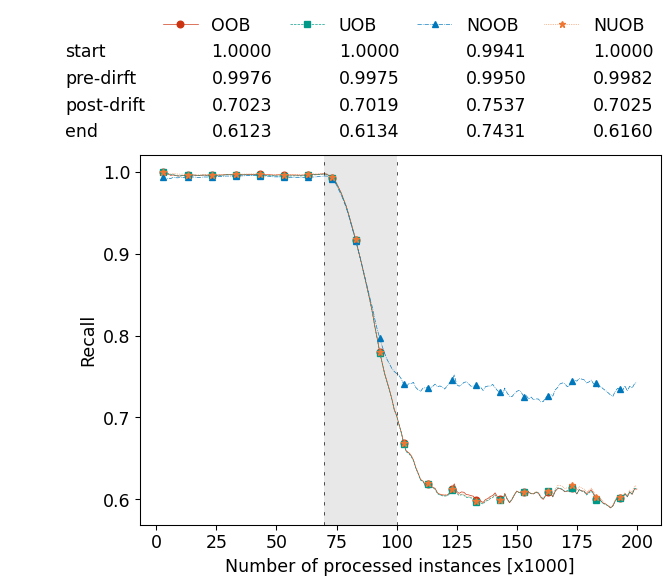 OOB UOB NOOB NUOB
start 1.0000 1.0000 0.9941 1.0000
pre-dirft 0.9976 0.9975 0.9950 0.9982
post-drift 0.7023 0.7019 0.7537 0.7025
end 0.6123 0.6134 0.7431 0.6160
1.0
0.9
0.8
0.7
0.6
Recall
0 25 50 75 100 125 150 175 200
Number of processed instances [x1000]